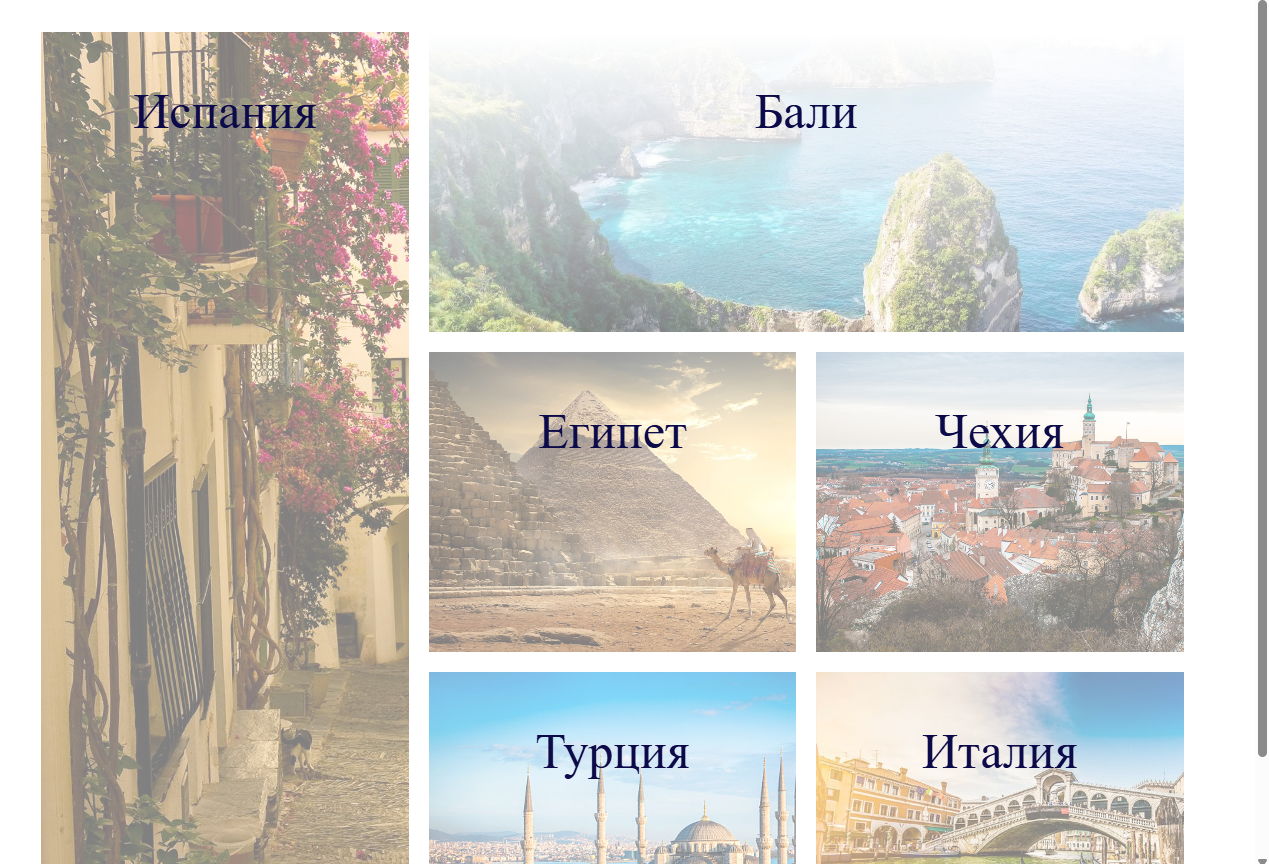 Испания
Бали
Египет
Чехия
Турция
Италия